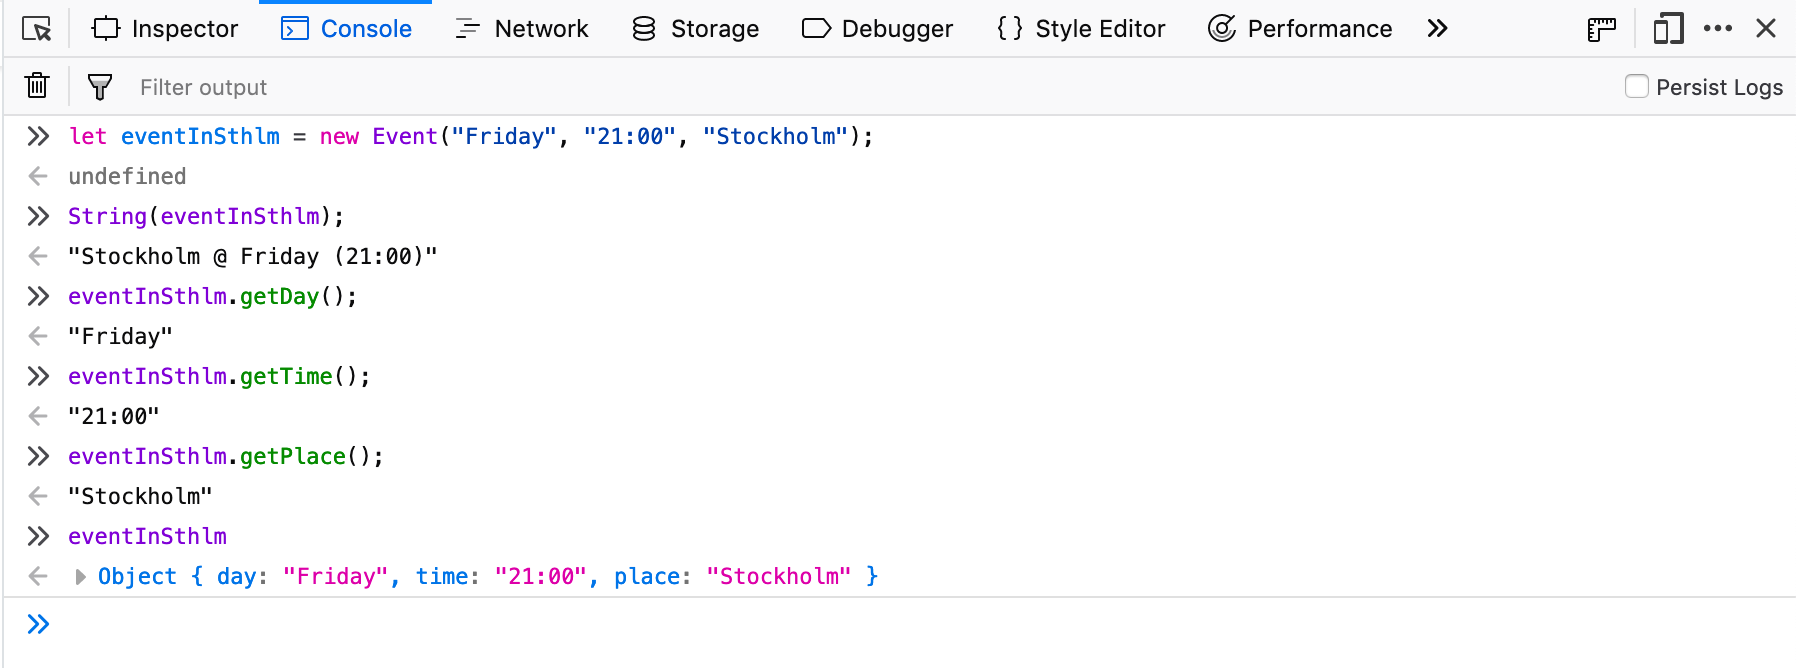 Inspector Console Network Storage Debugger {} Style Editor Performance
Filter output Persist Logs
let eventInSthlm = new Event("Friday", "21:00", "Stockholm");
undefined
String(eventInSthlm);
"Stockholm @ Friday (21:00)"
eventInSthlm.getDay();
"Friday"
eventInSthlm.getTime();
"21:00"
eventInSthlm.getPlace();
"Stockholm"
eventInSthlm
Object { day: "Friday", time: "21:00", place: "Stockholm" }